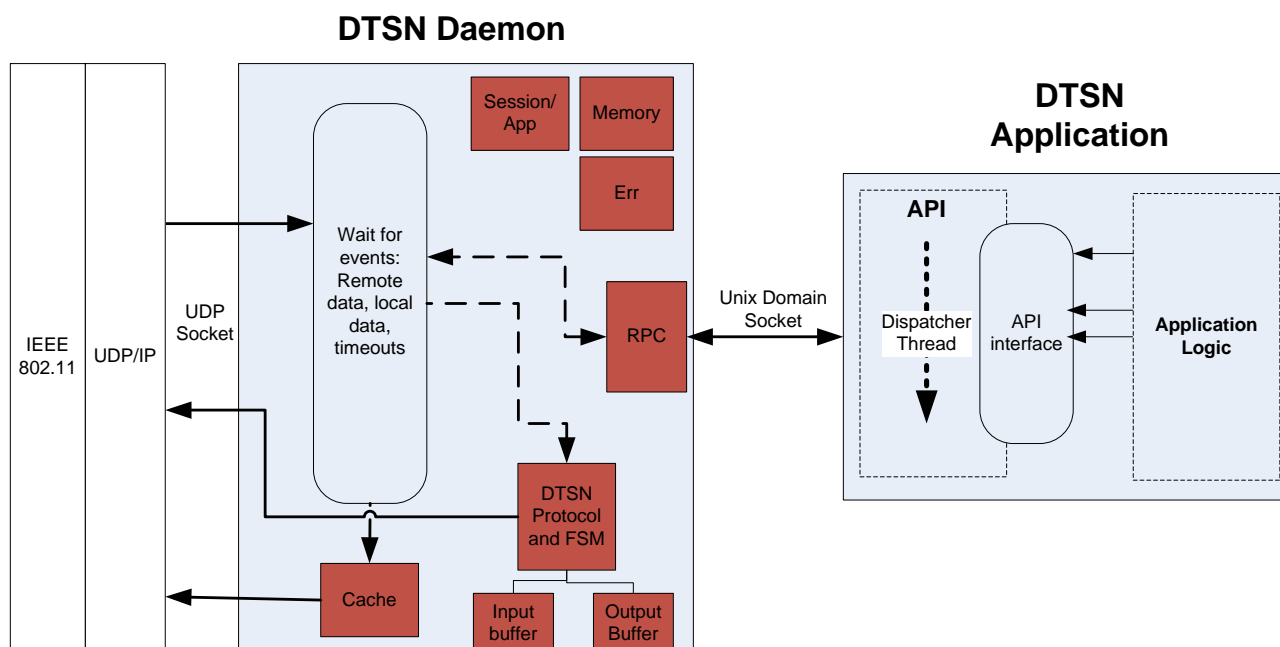 DTSN Daemon
DTSN
Application
Session/
App
Memory
Err
Wait for
events:
Remote
data, local
data,
timeouts
UDP
Socket
IEEE
802.11
UDP/IP
RPC
Unix Domain
Socket
API
Dispatcher
Thread
API
interface
Application
Logic
DTSN
Protocol
and FSM
Cache
Input
buffer
Output
Buffer